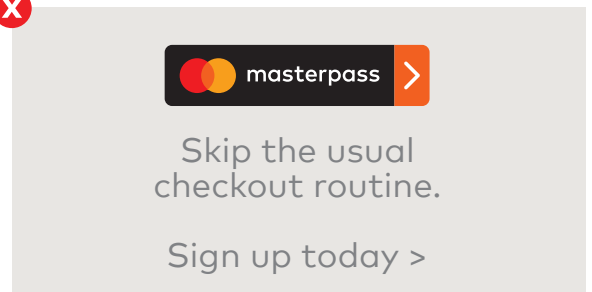 X
masterpass
Skip the usual
checkout routine.
Sign up today >